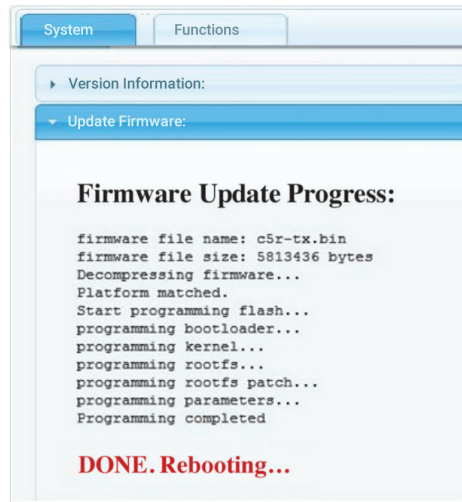 System
Functions
Version Information:
Update Firmware:
Firmware Update Progress:
firmware file name: c5r-tx.bin
firmware file size: 5813436 bytes
Decompressing firmware...
Platform matched.
Start programming flash...
programming bootloader...
programming kernel...
programming rootfs...
programming rootfs patch...
programming parameters...
Programming completed
DONE. Rebooting...